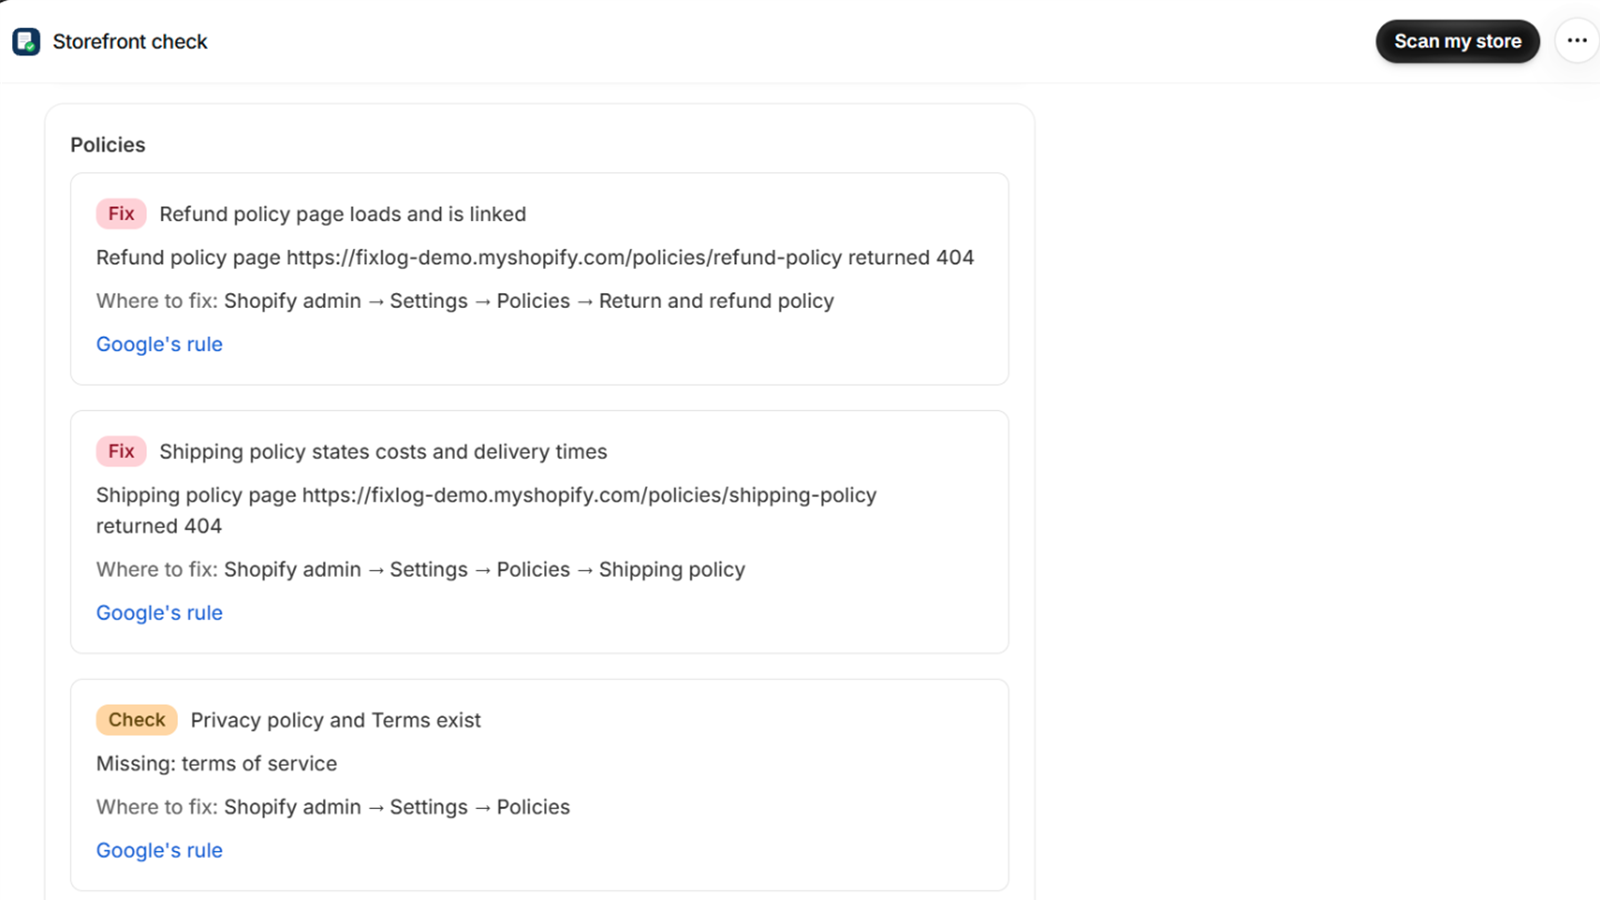 Storefront check
Scan my store
Policies
Fix Refund policy page loads and is linked
Refund policy page https://fixlog-demo.myshopify.com/policies/refund-policy returned 404
Where to fix: Shopify admin → Settings → Policies → Return and refund policy
Google's rule
Fix Shipping policy states costs and delivery times
Shipping policy page https://fixlog-demo.myshopify.com/policies/shipping-policy
returned 404
Where to fix: Shopify admin → Settings → Policies → Shipping policy
Google's rule
Check Privacy policy and Terms exist
Missing: terms of service
Where to fix: Shopify admin → Settings → Policies
Google's rule